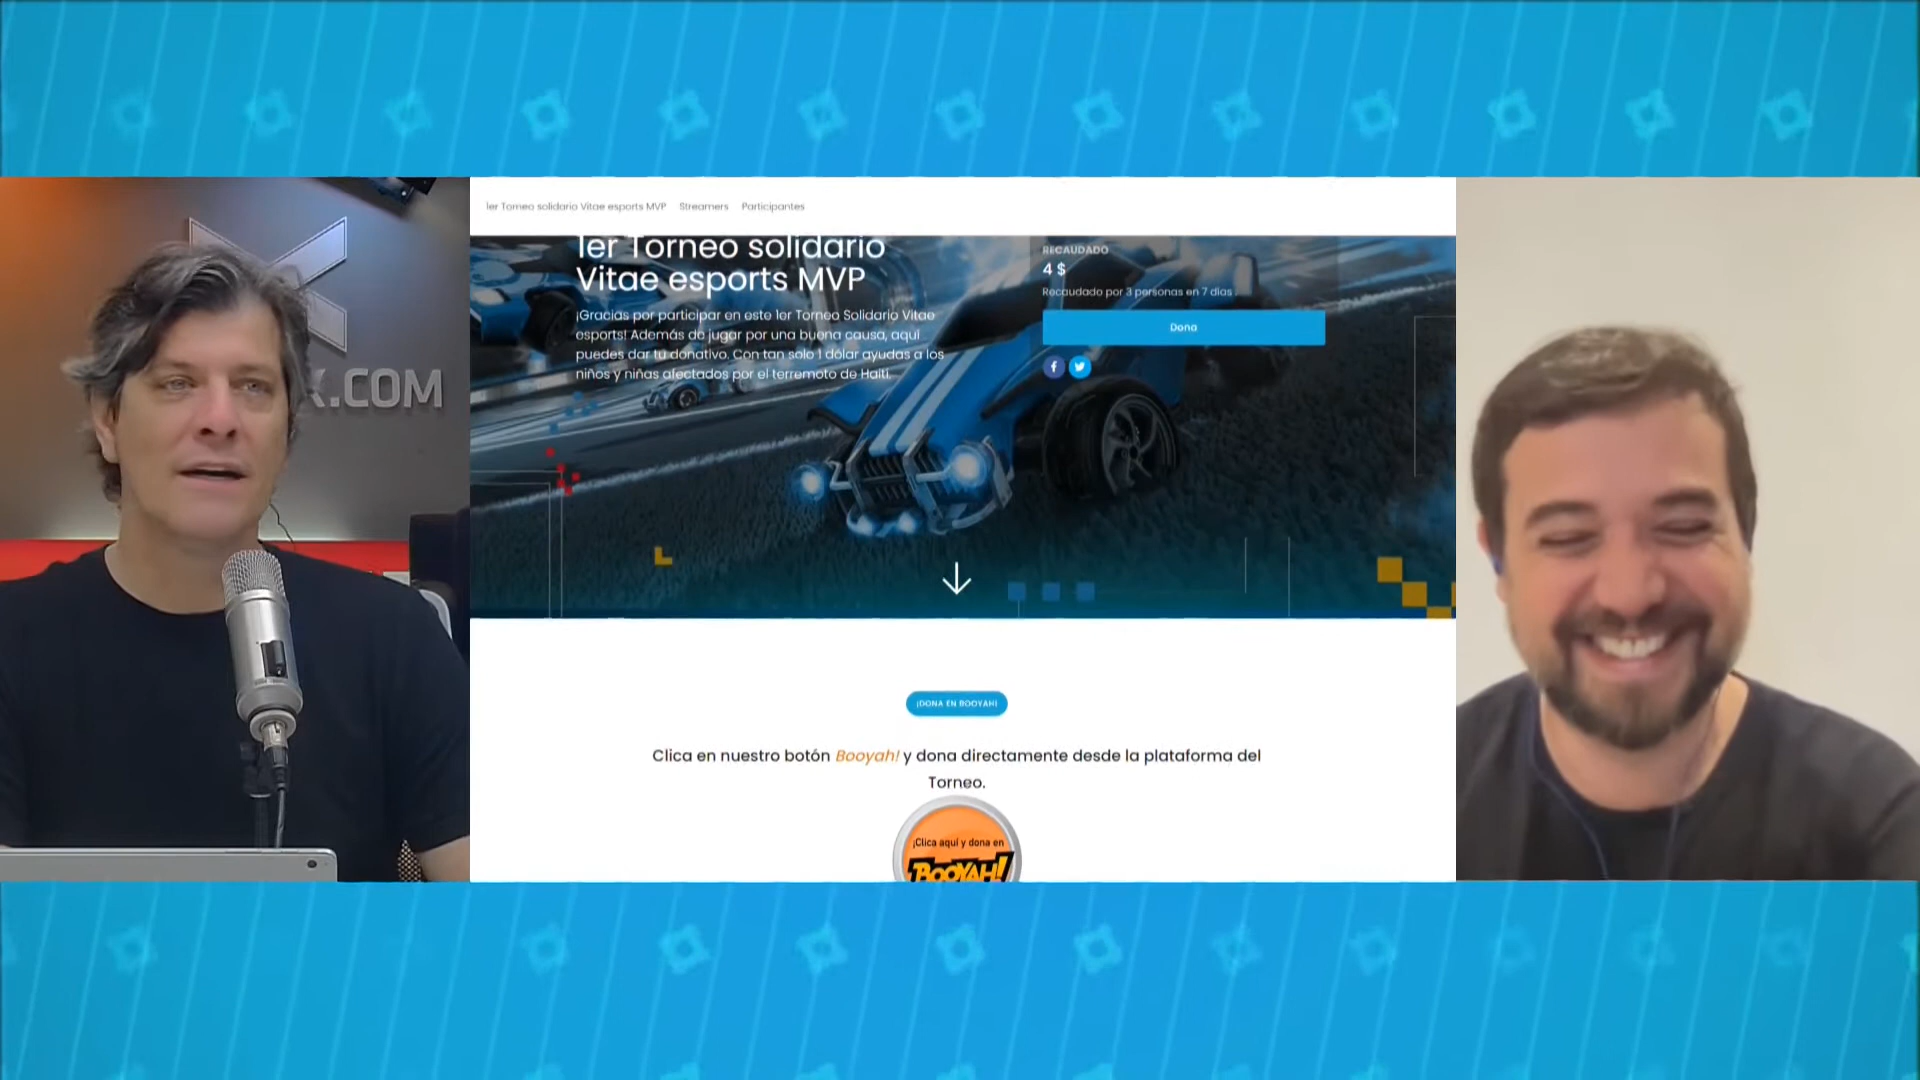 1er Torneo solidario Vitae esports MVP Streamers Participantes
1er Torneo solidario
Vitae esports MVP
¡Gracias por participar en este 1er Torneo Solidario Vitae
esports! Además de jugar por una buena causa, aquí
puedes dar tu donativo. Con tan solo 1 dólar ayudas a los
niños y niñas afectados por el terremoto de Haití.
RECAUDADO
4 $
Recaudado por 3 personas en 7 días
Dona
.COM
¡DONA EN BOOYAH!
Clica en nuestro botón Booyah! y dona directamente desde la plataforma del
Torneo.
¡Clica aquí y dona en
BOOYAH!